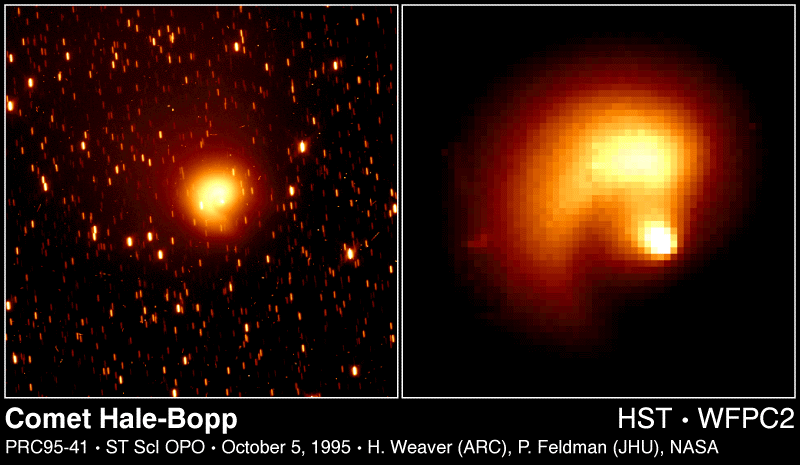 Comet Hale-Bopp
HST • WFPC2
PRC95-41 • ST ScI OPO • October 5, 1995 • H. Weaver (ARC), P. Feldman (JHU), NASA